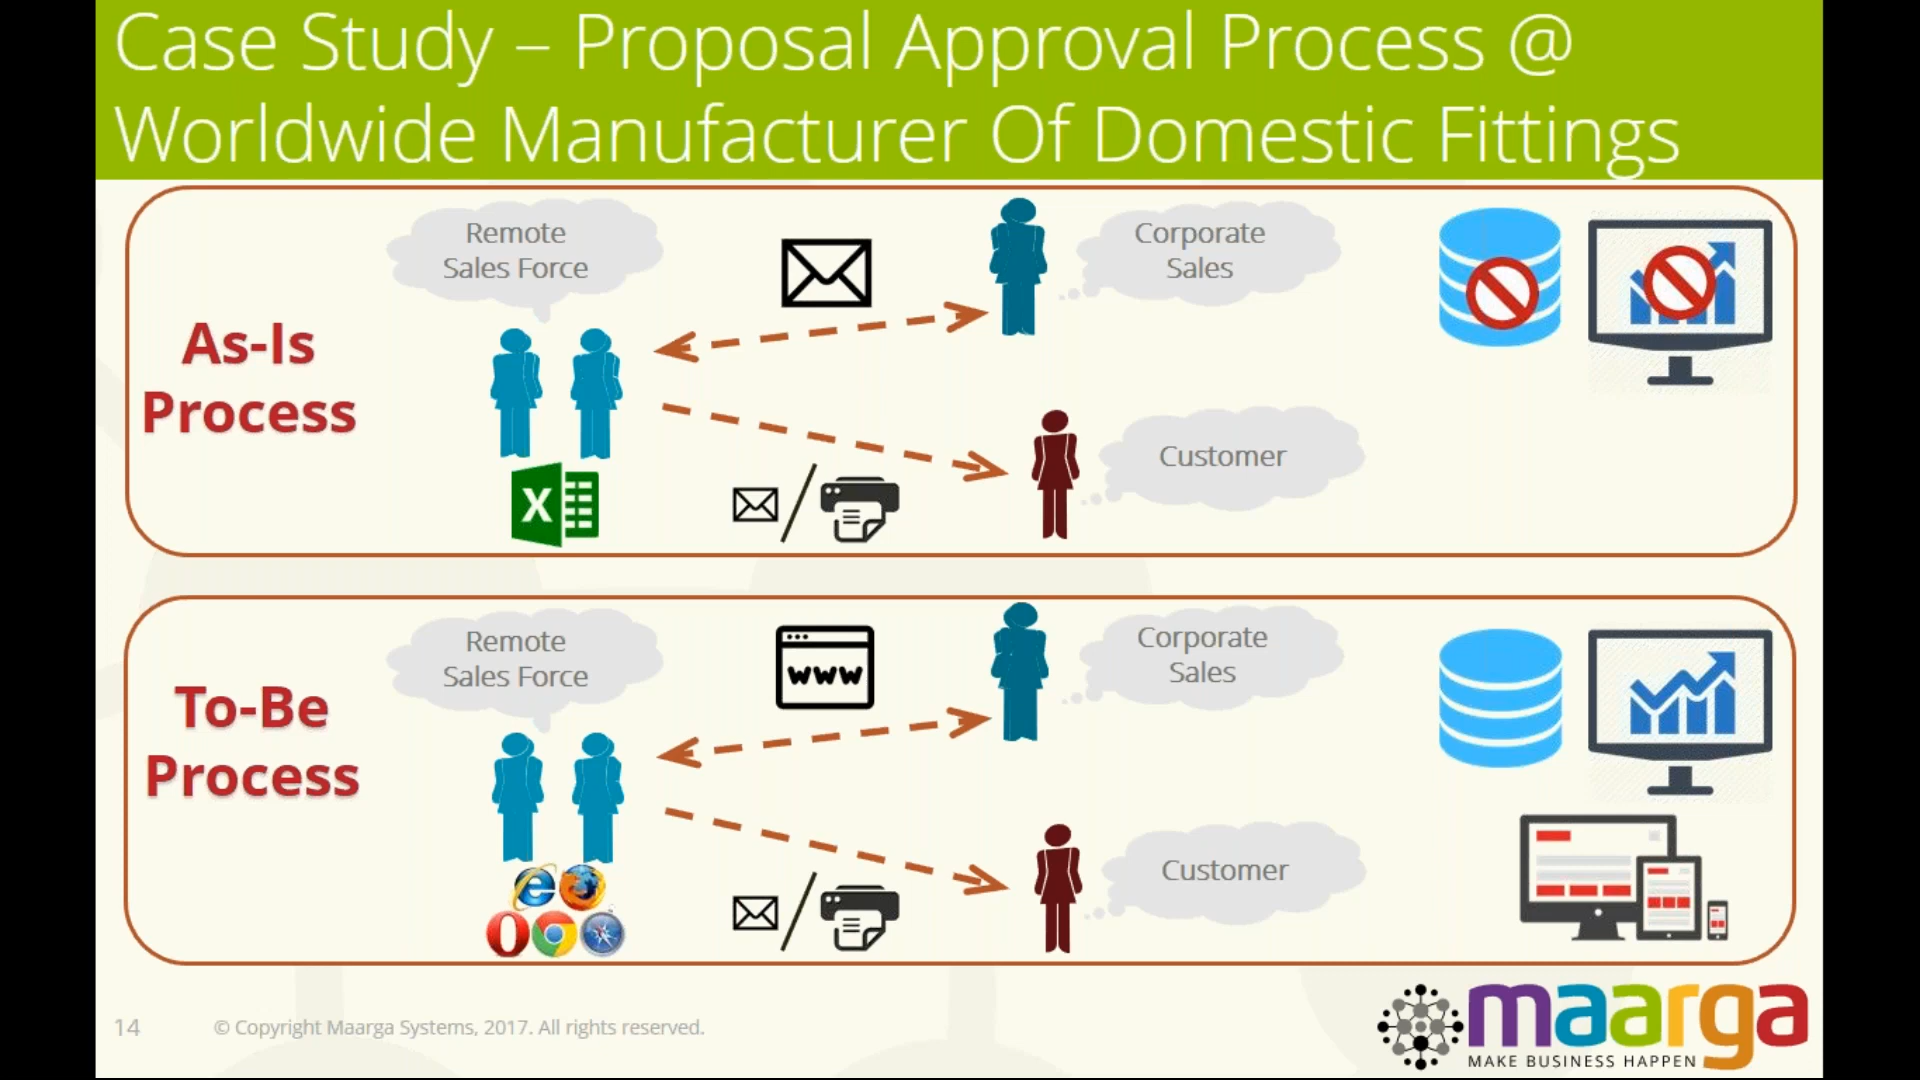 Case Study – Proposal Approval Process @
Worldwide Manufacturer Of Domestic Fittings
Remote
Sales Force
Corporate
Sales
As-Is
Process
Customer
X
Remote
Sales Force
www
Corporate
Sales
To-Be
Process
Customer
14
© Copyright Maarga Systems, 2017. All rights reserved.
maarga
MAKE BUSINESS HAPPEN